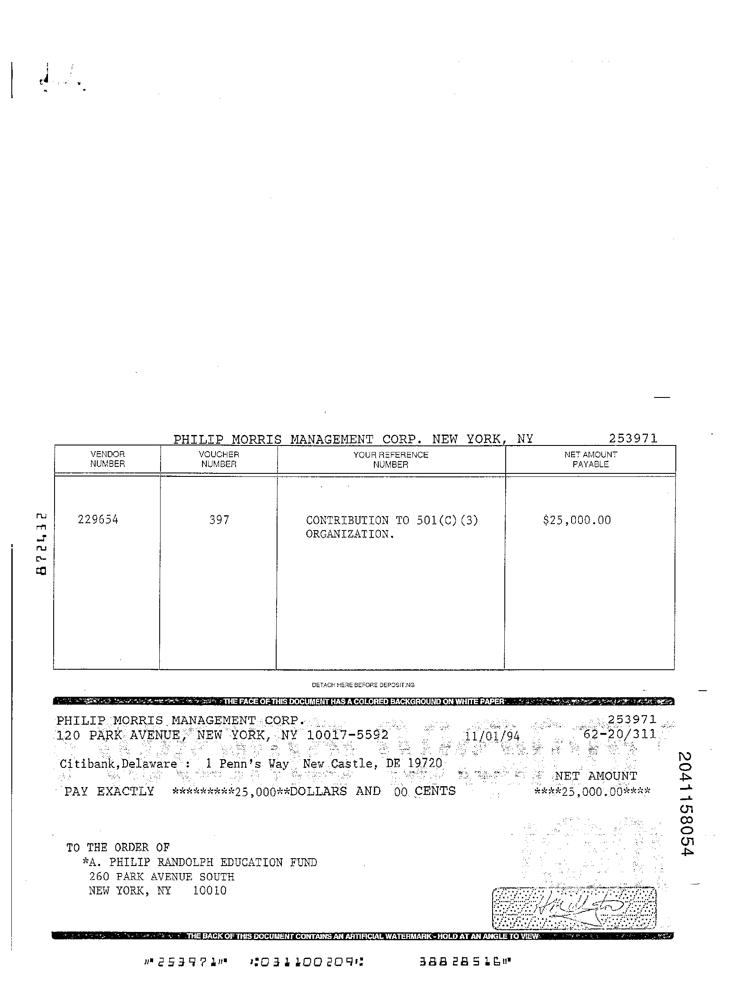 PHILIP MORRIS MANAGEMENT CORP. NEW YORK, NY 253971
VENDOR NUMBER VOUCHER NUMBER YOUR REFERENCE NUMBER NET AMOUNT PAYABLE
229654 397 CONTRIBUTION TO 501(C)(3) $25,000.00
ORGANIZATION.
DETACH HERE BEFORE DEPOSITING
THE FACE OF THIS DOCUMENT HAS A COLORED BACKGROUND ON WHITE PAPER
PHILIP MORRIS MANAGEMENT CORP. 253971
120 PARK AVENUE, NEW YORK, NY 10017-5592 11/01/94 62-20/311
Citibank,Delaware : 1 Penn's Way New Castle, DE 19720
NET AMOUNT
PAY EXACTLY *********25,000**DOLLARS AND 00 CENTS ****25,000.00****
TO THE ORDER OF
*A. PHILIP RANDOLPH EDUCATION FUND
260 PARK AVENUE SOUTH
NEW YORK, NY 10010
THE BACK OF THIS DOCUMENT CONTAINS AN ARTIFICIAL WATERMARK - HOLD AT AN ANGLE TO VIEW
⑈253971⑈ ⑆031100209⑆ 38828516⑈
2041158054